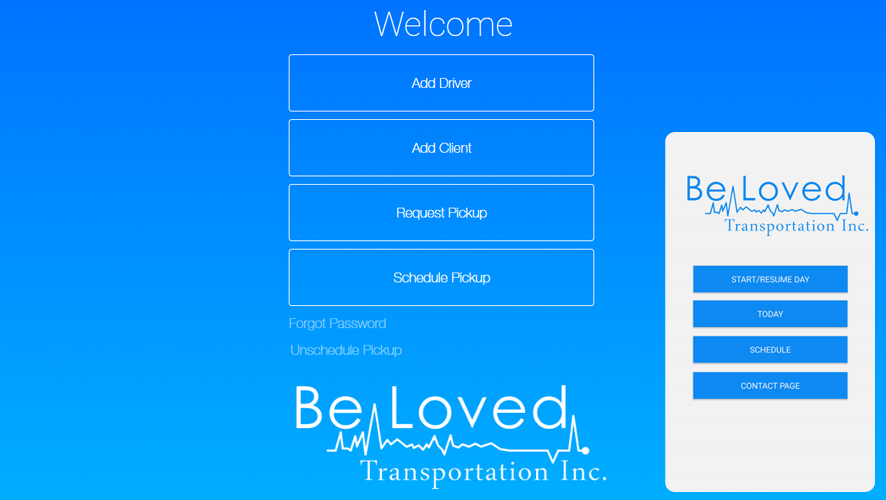 Welcome
Add Driver
Add Client
Request Pickup
Schedule Pickup
Forgot Password
Unschedule Pickup
Be Loved
Transportation Inc.
Be Loved
Transportation Inc.
START/RESUME DAY
TODAY
SCHEDULE
CONTACT PAGE